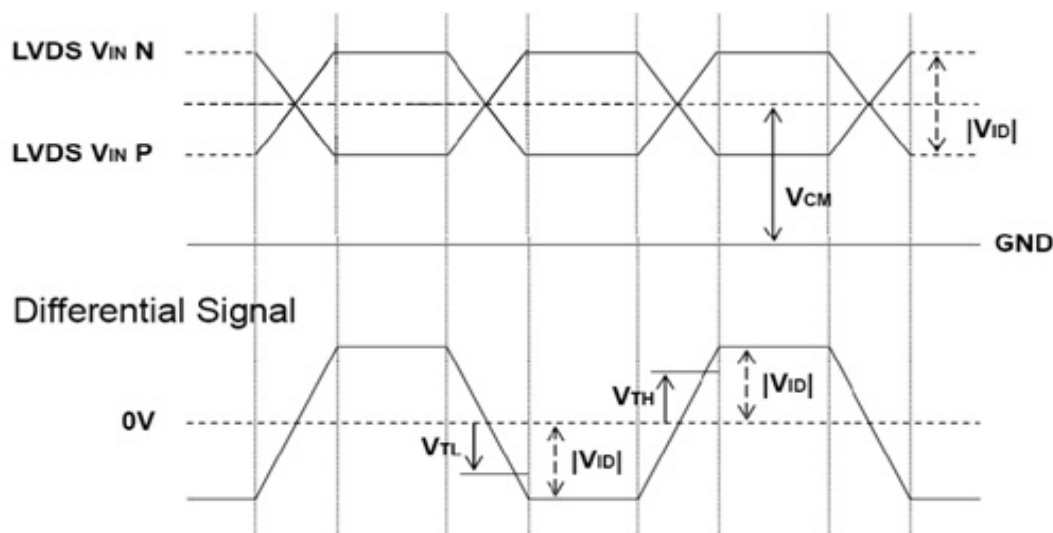 LVDS VIN N
|VID|
LVDS VIN P
VCM
GND
Differential Signal
VTH
|VID|
0V
VTL
|VID|